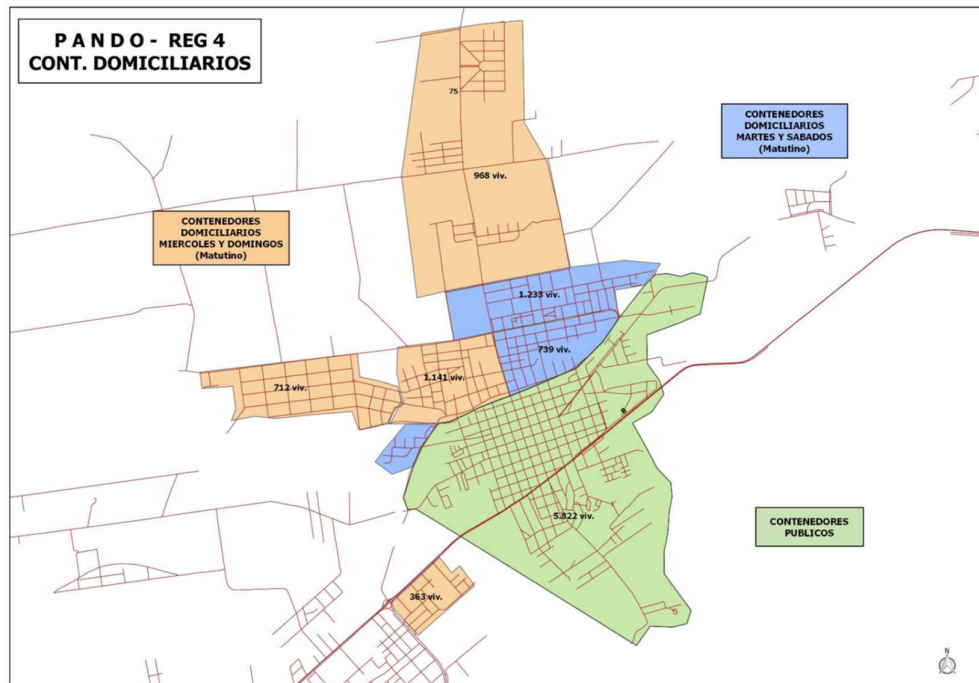 P A N D O - REG 4
CONT. DOMICILIARIOS
75
CONTENEDORES
DOMICILIARIOS
MARTES Y SABADOS
(Matutino)
968 viv.
CONTENEDORES
DOMICILIARIOS
MIERCOLES Y DOMINGOS
(Matutino)
1.233 viv.
739 viv.
1.141 viv.
712 viv.
8
5.822 viv.
CONTENEDORES
PUBLICOS
363 viv.
N